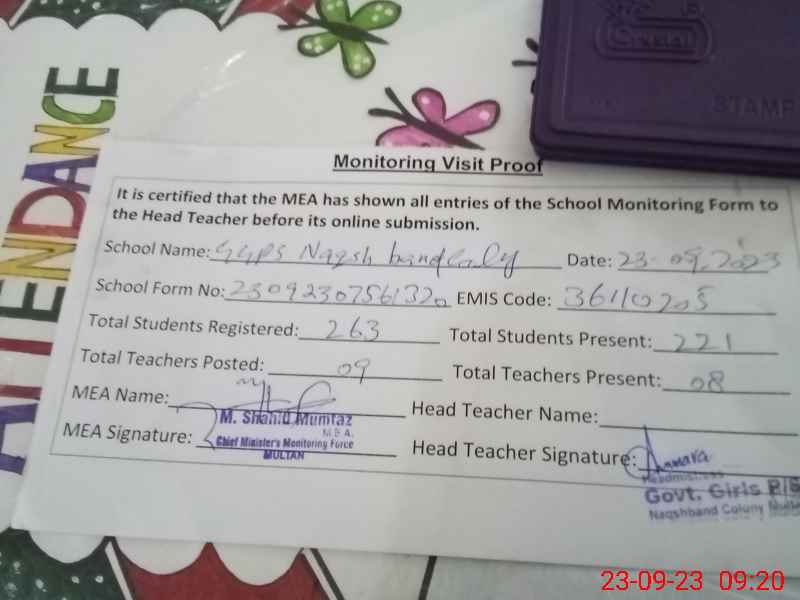 ATTENDANCE
Crystal
STAMP
Monitoring Visit Proof
It is certified that the MEA has shown all entries of the School Monitoring Form to
the Head Teacher before its online submission.
School Name: GGPS Naqsh band Date: 23-09-2023
School Form No: EMIS Code: 36110205
Total Students Registered: 263 Total Students Present: 221
Total Teachers Posted: 09 Total Teachers Present: 08
MEA Name: Head Teacher Name:
M. Shahid Mumtaz
M.E.A.
MEA Signature: Chief Minister's Monitoring Force Head Teacher Signature:
MULTAN
Headmistress
Govt. Girls P/S
Naqshband Colony Multan
23-09-23 09:20